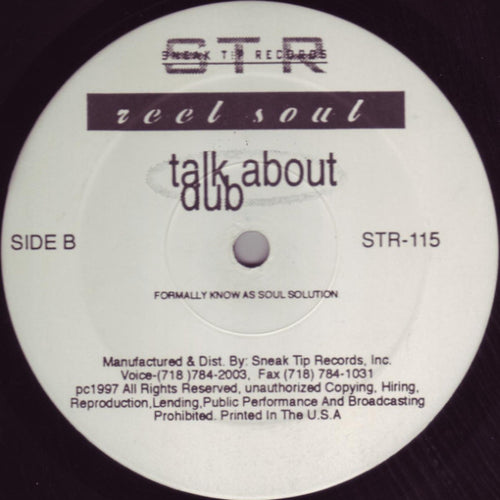 STR
SNEAK TIP RECORDS
reel soul
talk about
dub
SIDE B
STR-115
FORMALLY KNOW AS SOUL SOLUTION
Manufactured & Dist. By: Sneak Tip Records, Inc.
Voice-(718 )784-2003, Fax (718) 784-1031
pc1997 All Rights Reserved, unauthorized Copying, Hiring,
Reproduction,Lending,Public Performance And Broadcasting
Prohibited. Printed In The U.S.A